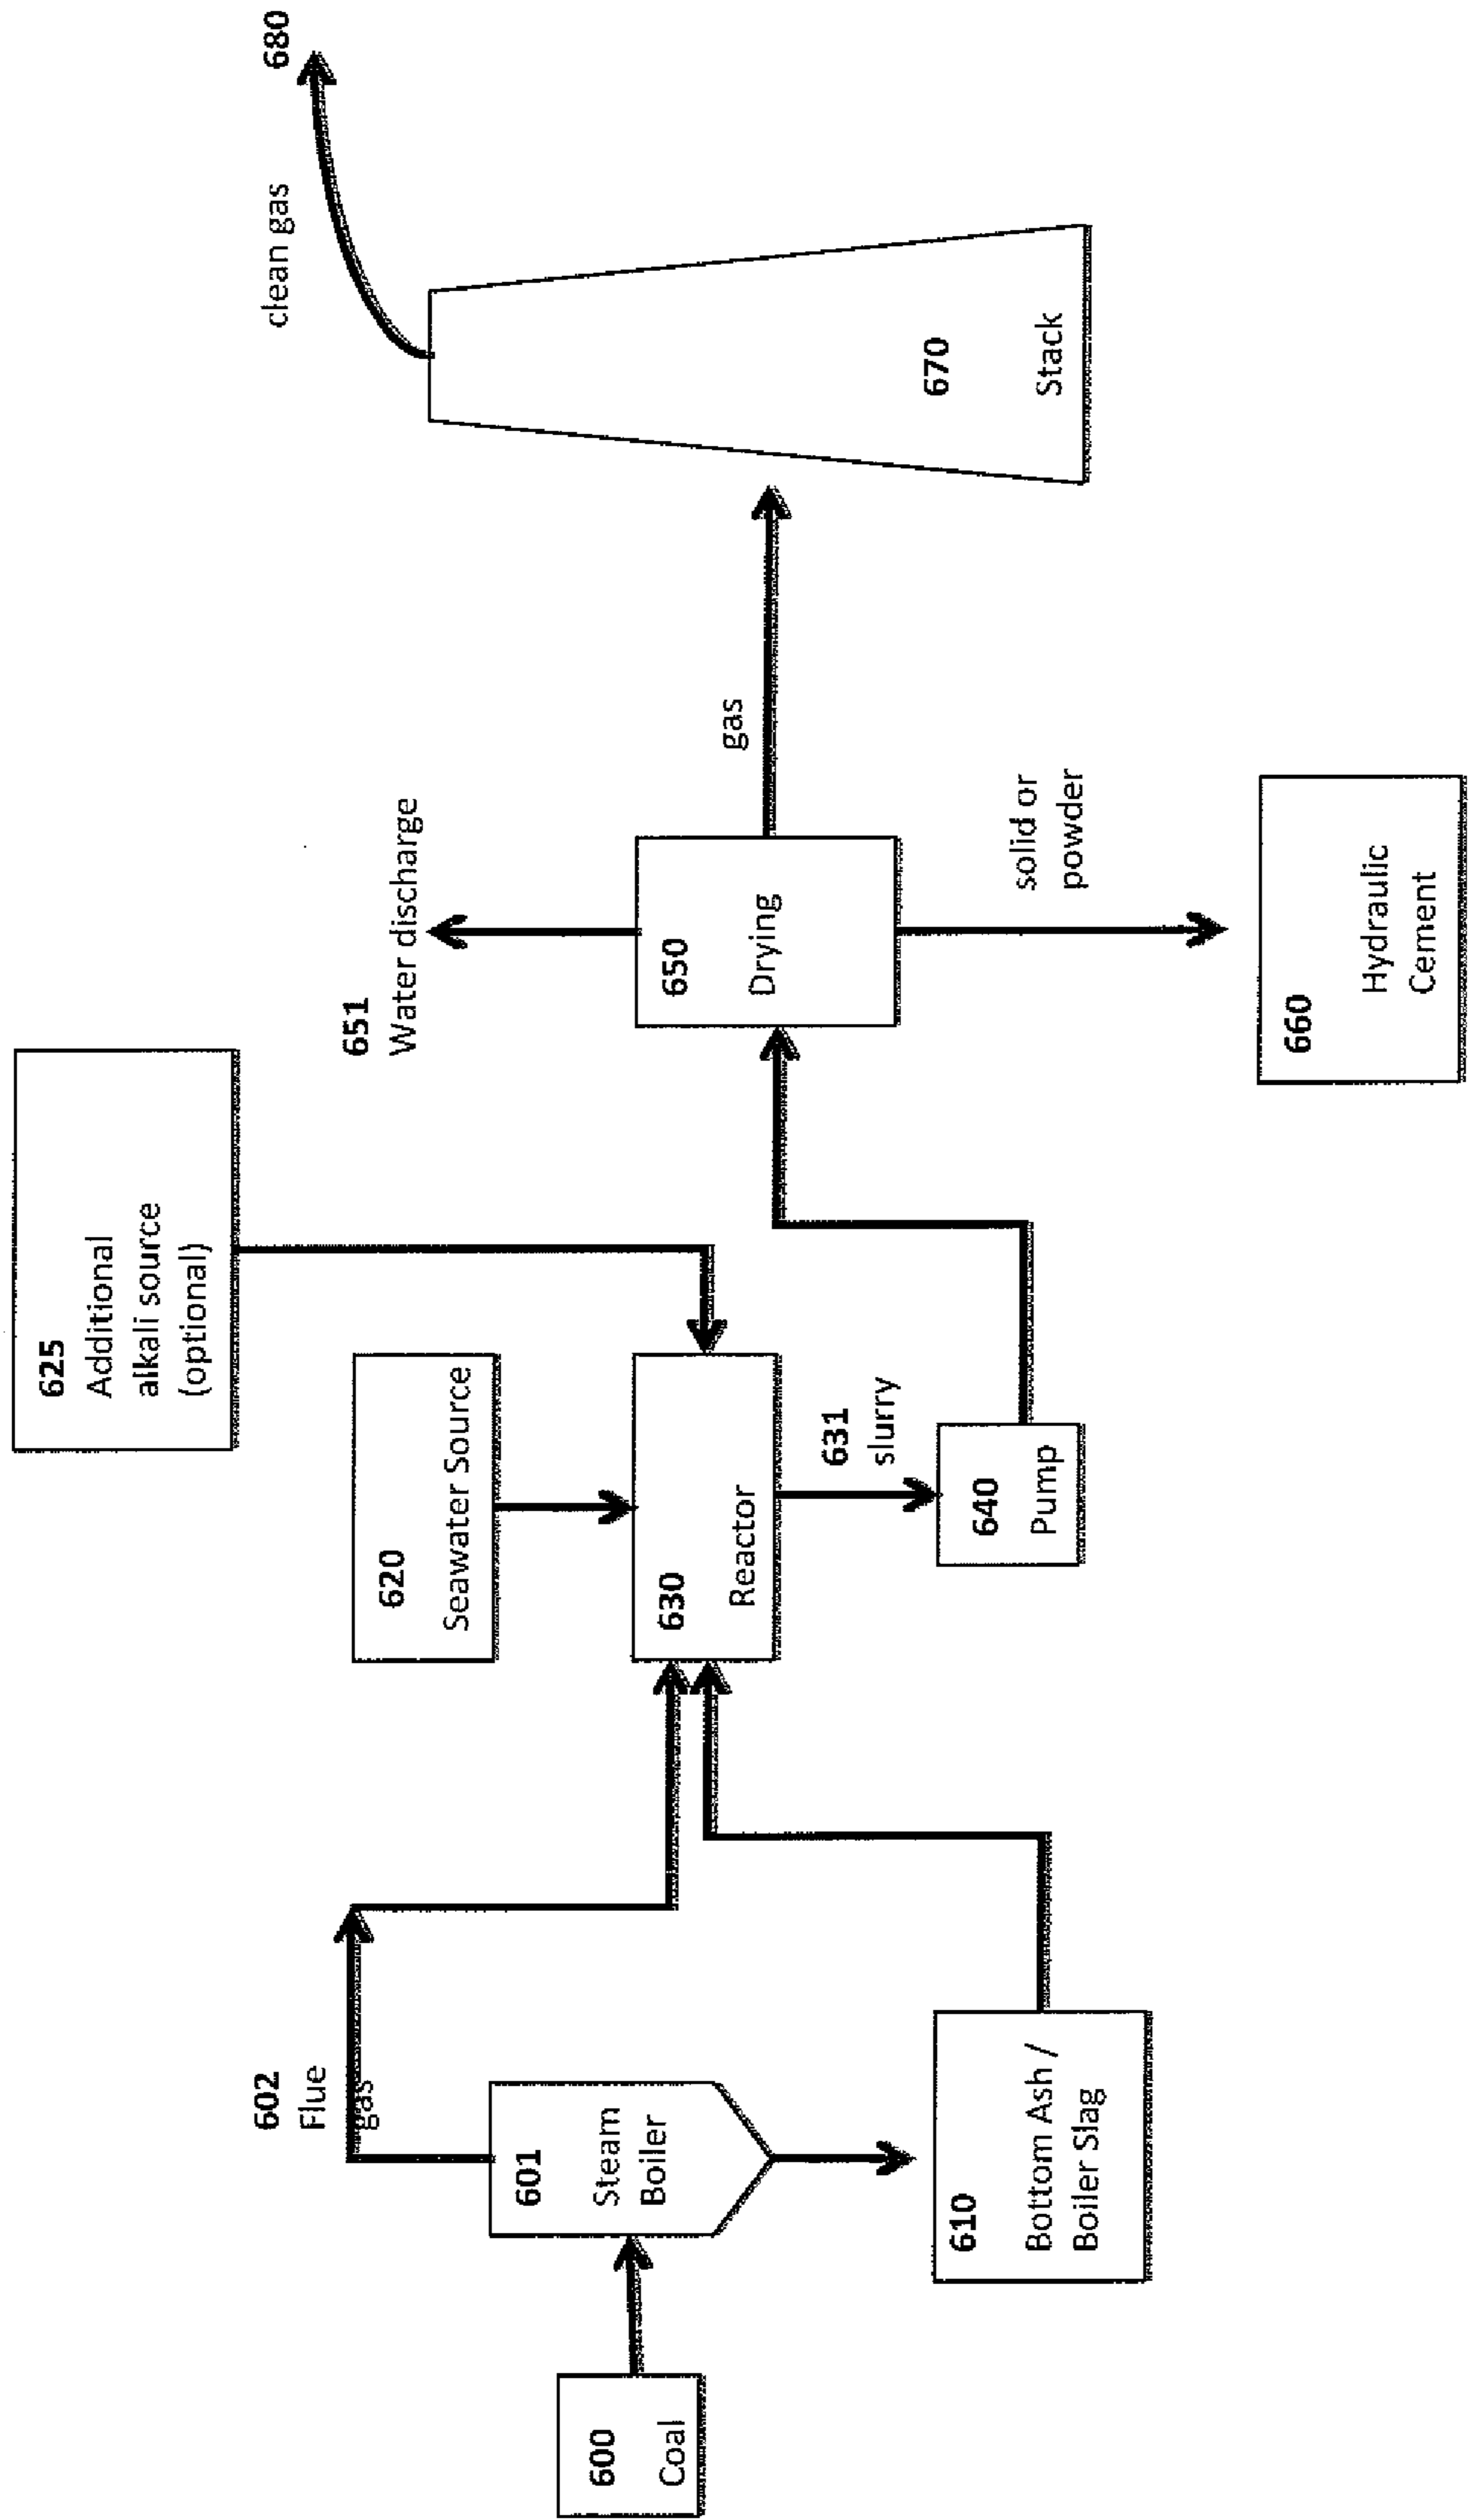 600
Coal
601
Steam
Boiler
602
Flue
gas
610
Bottom Ash /
Boiler Slag
620
Seawater Source
625
Additional
alkali source
(optional)
630
Reactor
631
slurry
640
Pump
650
Drying
651
Water discharge
solid or
powder
660
Hydraulic
Cement
gas
670
Stack
clean gas
680